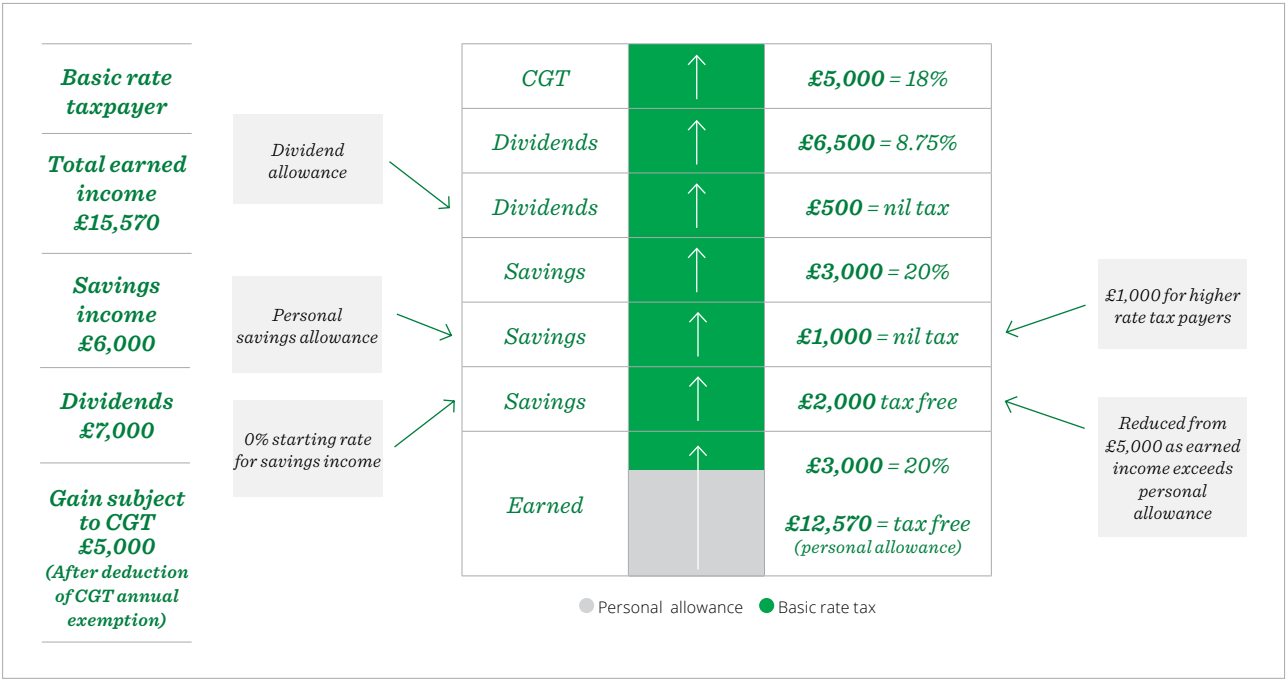 Basic rate
taxpayer
Total earned
income
£15,570
Savings
income
£6,000
Dividends
£7,000
Gain subject
to CGT
£5,000
(After deduction
of CGT annual
exemption)
Dividend
allowance
Personal
savings allowance
0% starting rate
for savings income
CGT
£5,000 = 18%
Dividends
£6,500 = 8.75%
Dividends
£500 = nil tax
Savings
£3,000 = 20%
Savings
£1,000 = nil tax
Savings
£2,000 tax free
Earned
£3,000 = 20%
£12,570 = tax free
(personal allowance)
£1,000 for higher
rate tax payers
Reduced from
£5,000 as earned
income exceeds
personal
allowance
Personal allowance
Basic rate tax